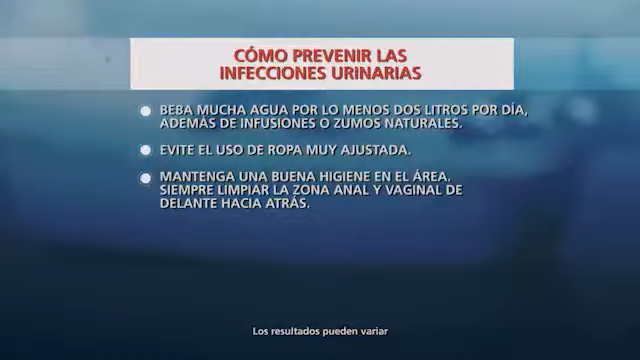 CÓMO PREVENIR LAS
INFECCIONES URINARIAS
BEBA MUCHA AGUA POR LO MENOS DOS LITROS POR DÍA,
ADEMÁS DE INFUSIONES O ZUMOS NATURALES.
EVITE EL USO DE ROPA MUY AJUSTADA.
MANTENGA UNA BUENA HIGIENE EN EL ÁREA.
SIEMPRE LIMPIAR LA ZONA ANAL Y VAGINAL DE
DELANTE HACIA ATRÁS.
Los resultados pueden variar